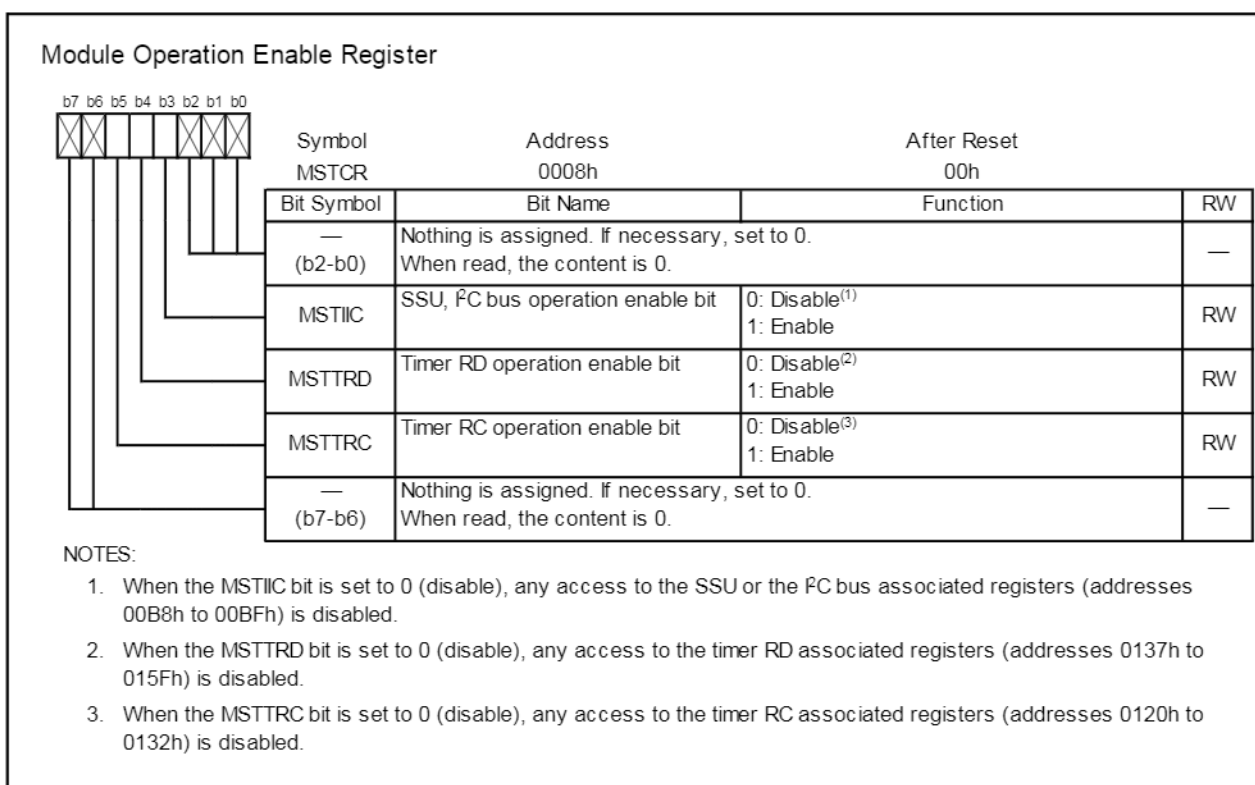 Module Operation Enable Register
b7 b6 b5 b4 b3 b2 b1 b0
Symbol Address After Reset
MSTCR 0008h 00h
Bit Symbol Bit Name Function RW
— (b2-b0) Nothing is assigned. If necessary, set to 0. —
When read, the content is 0.
MSTIIC SSU, I²C bus operation enable bit 0: Disable(1) RW
1: Enable
MSTTRD Timer RD operation enable bit 0: Disable(2) RW
1: Enable
MSTTRC Timer RC operation enable bit 0: Disable(3) RW
1: Enable
— (b7-b6) Nothing is assigned. If necessary, set to 0. —
When read, the content is 0.
NOTES:
1. When the MSTIIC bit is set to 0 (disable), any access to the SSU or the I²C bus associated registers (addresses
00B8h to 00BFh) is disabled.
2. When the MSTTRD bit is set to 0 (disable), any access to the timer RD associated registers (addresses 0137h to
015Fh) is disabled.
3. When the MSTTRC bit is set to 0 (disable), any access to the timer RC associated registers (addresses 0120h to
0132h) is disabled.